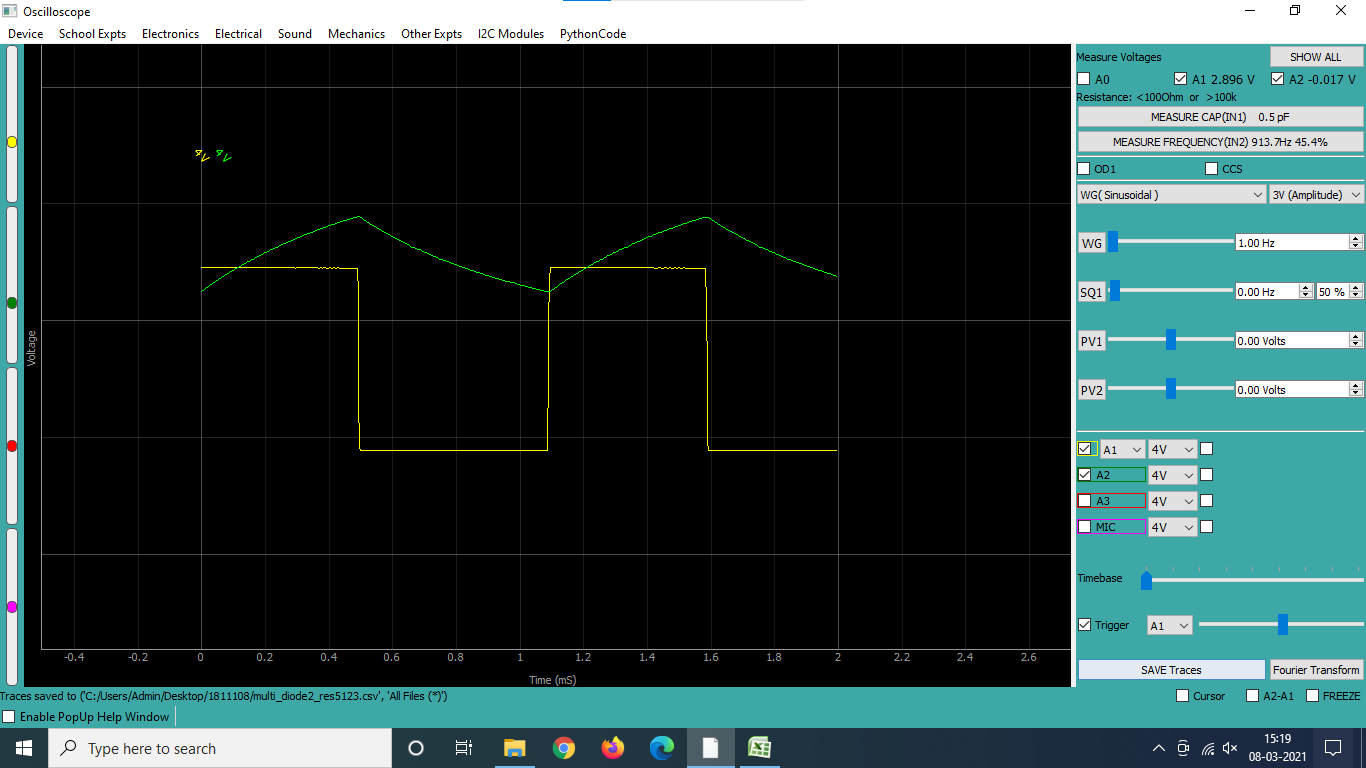 Oscilloscope
Device School Expts Electronics Electrical Sound Mechanics Other Expts I2C Modules PythonCode
Measure Voltages SHOW ALL
A0 A1 2.896 V A2 -0.017 V
Resistance: <100Ohm or >100k
MEASURE CAP(IN1) 0.5 pF
MEASURE FREQUENCY(IN2) 913.7Hz 45.4%
OD1 CCS
WG( Sinusoidal ) 3V (Amplitude)
WG 1.00 Hz
SQ1 0.00 Hz 50 %
PV1 0.00 Volts
PV2 0.00 Volts
Voltage
A1 4V
A2 4V
A3 4V
MIC 4V
Timebase
Trigger A1
-0.4 -0.2 0 0.2 0.4 0.6 0.8 1 1.2 1.4 1.6 1.8 2 2.2 2.4 2.6
Time (mS)
SAVE Traces Fourier Transform
Traces saved to ('C:/Users/Admin/Desktop/1811108/multi_diode2_res5123.csv', 'All Files (*)')
Cursor A2-A1 FREEZE
Enable PopUp Help Window
Type here to search
15:19
08-03-2021